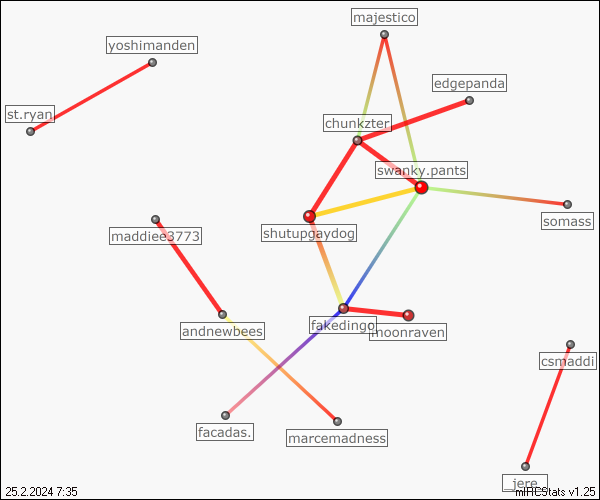 majestico
yoshimanden
edgepanda
st.ryan
chunkzter
swanky.pants
somass
maddiee3773
shutupgaydog
andnewbees
fakedingo
moonraven
csmaddi
facadas.
marcemadness
_jere_
25.2.2024 7:35
mIRCStats v1.25